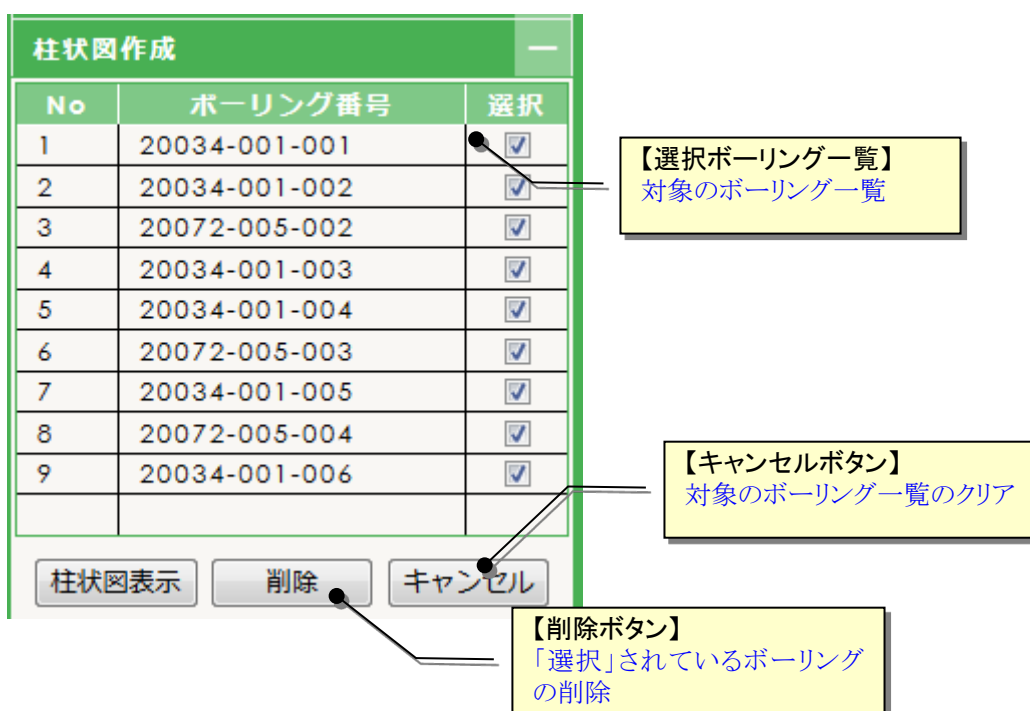 柱状図作成
No ボーリング番号 選択
1 20034-001-001
2 20034-001-002
3 20072-005-002
4 20034-001-003
5 20034-001-004
6 20072-005-003
7 20034-001-005
8 20072-005-004
9 20034-001-006
柱状図表示 削除 キャンセル
【選択ボーリング一覧】
対象のボーリング一覧
【キャンセルボタン】
対象のボーリング一覧のクリア
【削除ボタン】
「選択」されているボーリング
の削除